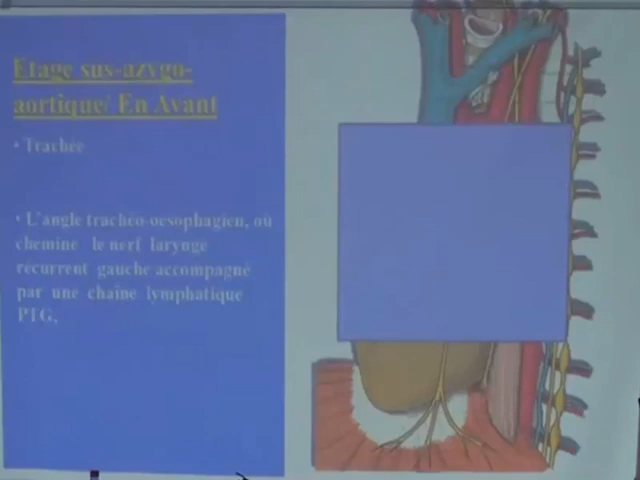 Etage sus-azygo-
aortique/ En Avant
• Trachée
• L'angle trachéo-oesophagien, où
chemine le nerf larynge
récurrent gauche accompagné
par une chaîne lymphatique
PTG,